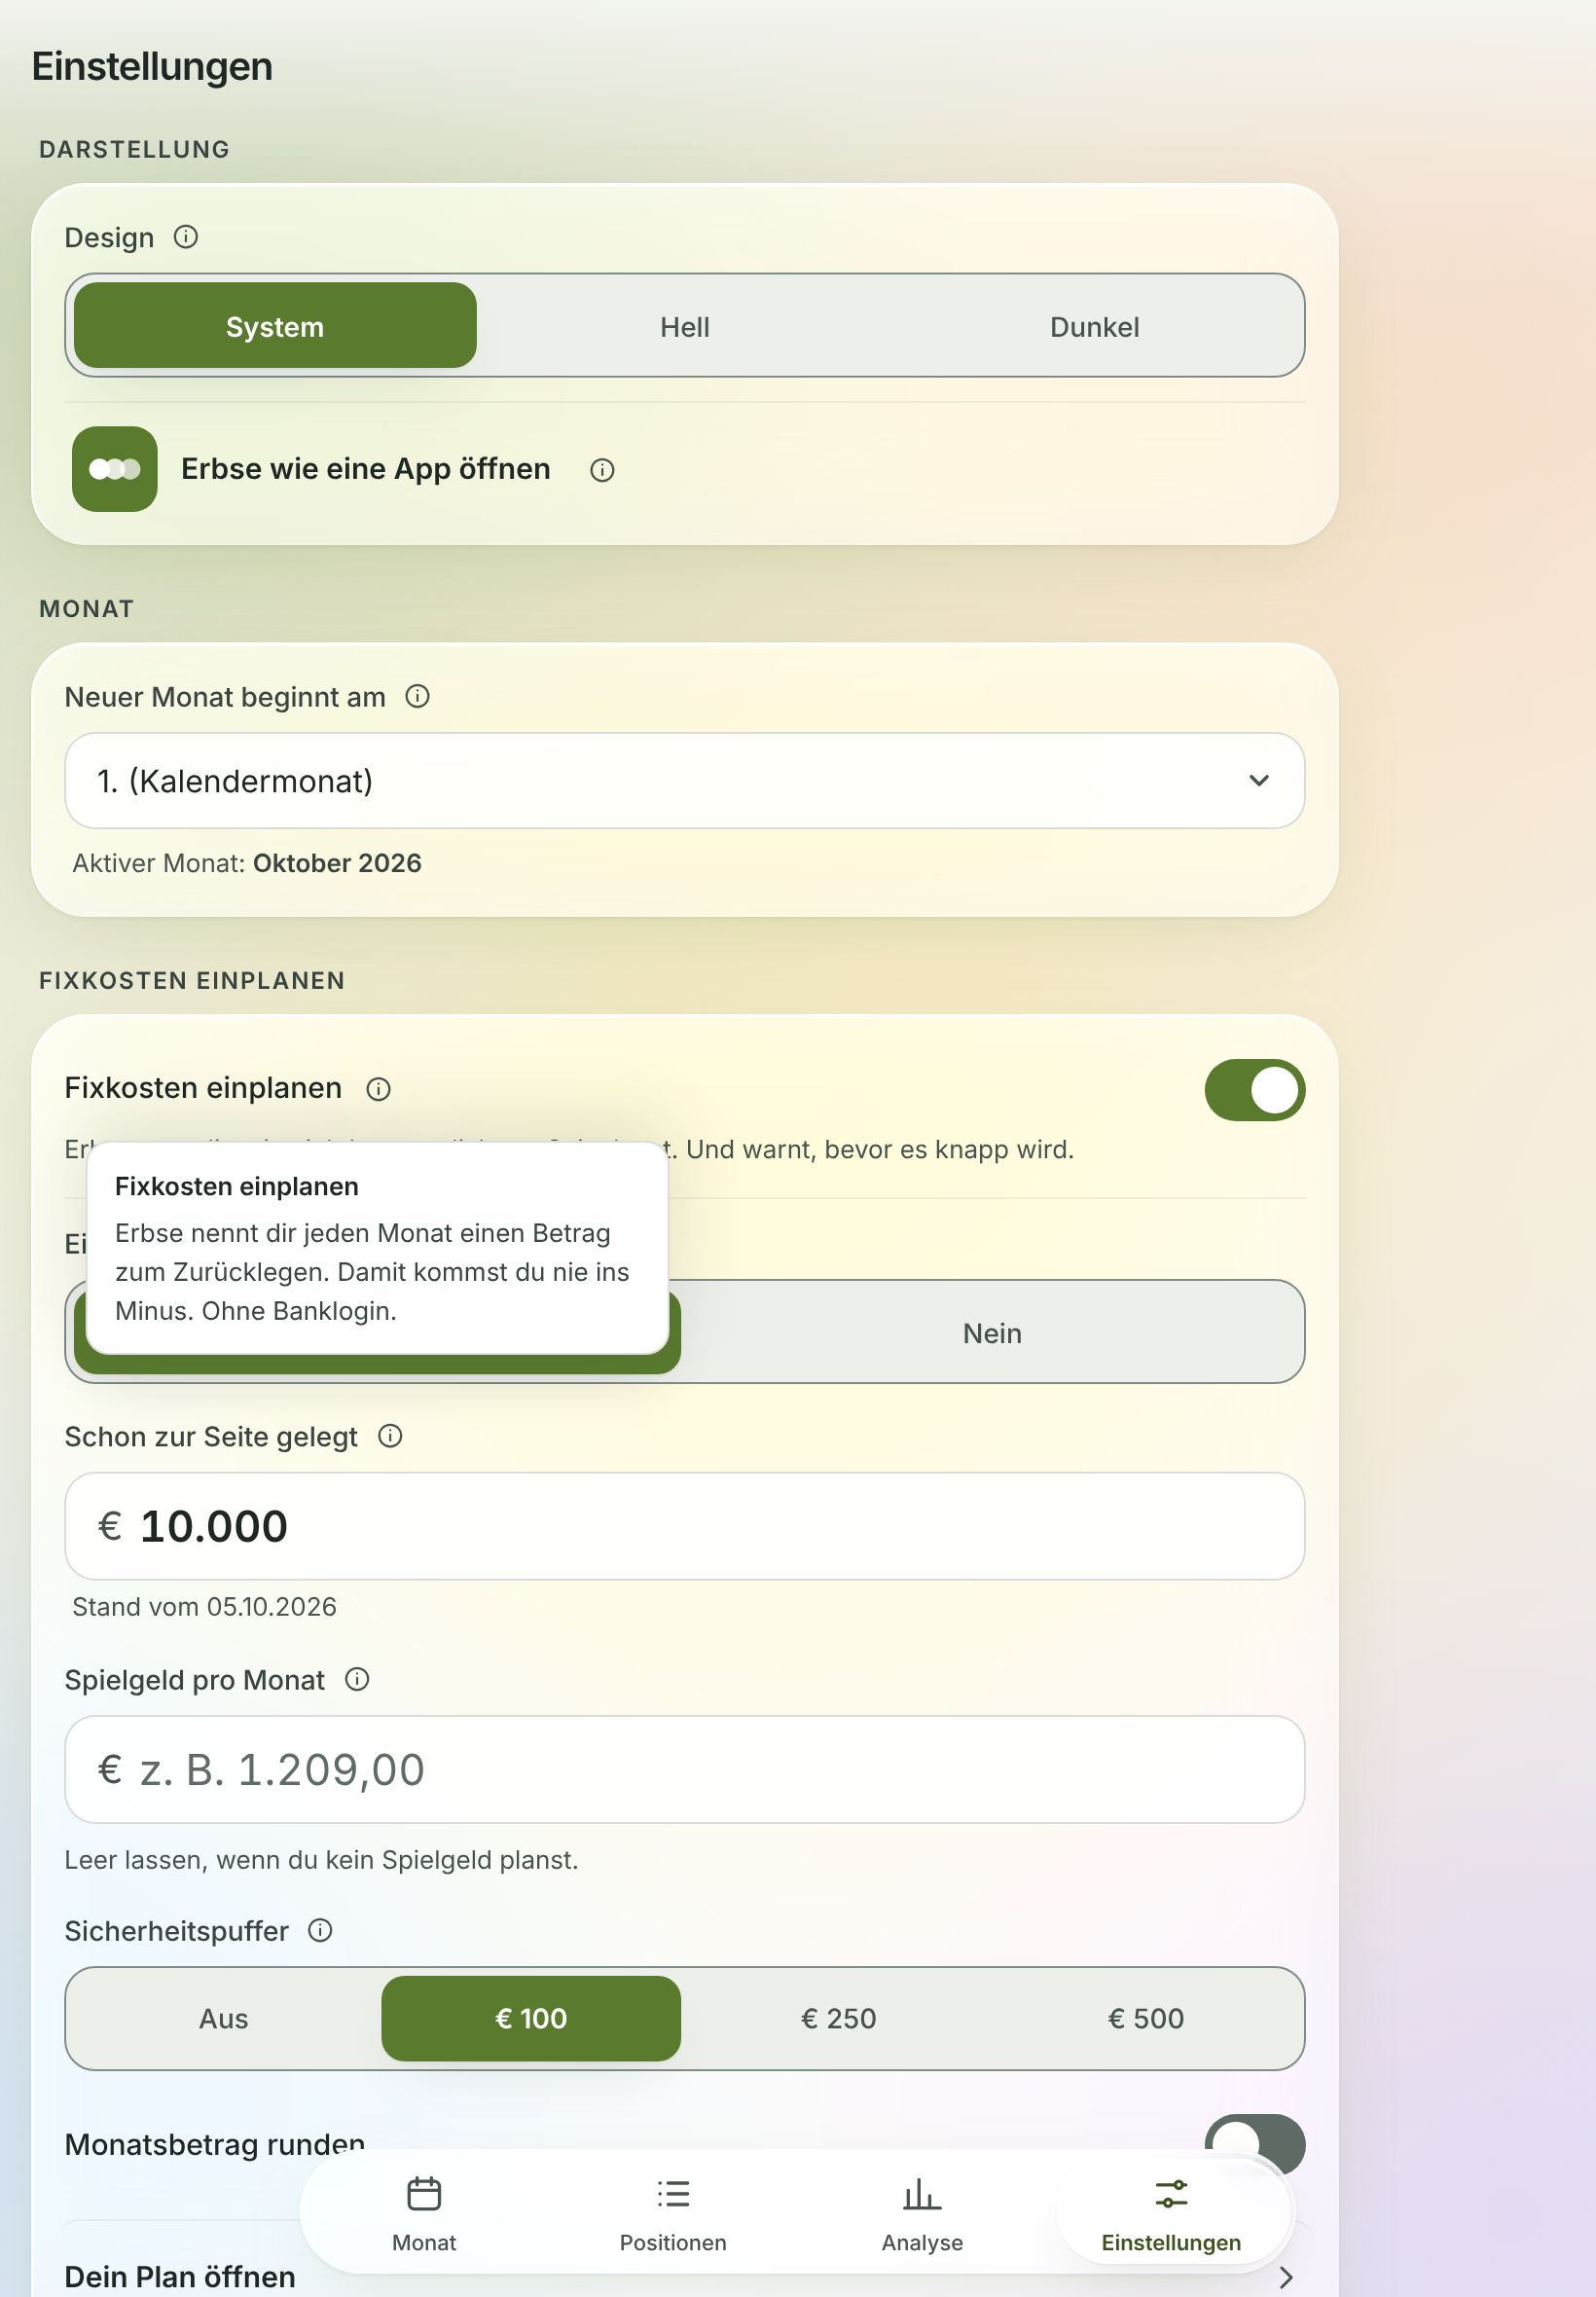 Einstellungen
DARSTELLUNG
Design
System Hell Dunkel
Erbse wie eine App öffnen
MONAT
Neuer Monat beginnt am
1. (Kalendermonat)
Aktiver Monat: Oktober 2026
FIXKOSTEN EINPLANEN
Fixkosten einplanen
Und warnt, bevor es knapp wird.
Fixkosten einplanen
Erbse nennt dir jeden Monat einen Betrag
zum Zurücklegen. Damit kommst du nie ins
Minus. Ohne Banklogin.
Nein
Schon zur Seite gelegt
€ 10.000
Stand vom 05.10.2026
Spielgeld pro Monat
€ z. B. 1.209,00
Leer lassen, wenn du kein Spielgeld planst.
Sicherheitspuffer
Aus € 100 € 250 € 500
Monatsbetrag runden
Monat Positionen Analyse Einstellungen
Dein Plan öffnen